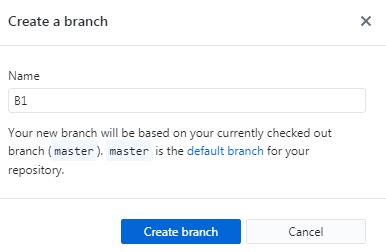 Create a branch
Name
B1
Your new branch will be based on your currently checked out
branch (master). master is the default branch for your
repository.
Create branch
Cancel